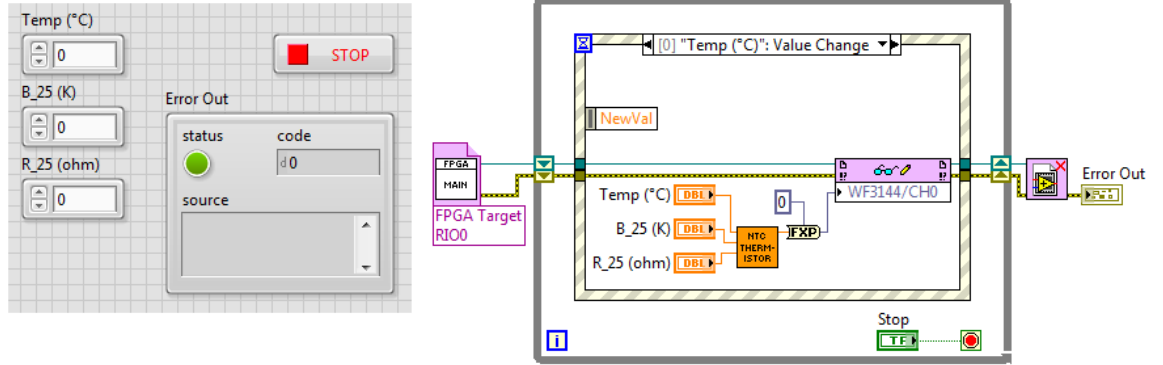 Temp (°C)
0
STOP
B_25 (K)
0
Error Out
status
code
d 0
R_25 (ohm)
0
source
[0] "Temp (°C)": Value Change
NewVal
FPGA
MAIN
FPGA Target
RIO0
WF3144/CH0
Temp (°C)
DBL
0
B_25 (K)
DBL
FXP
NTC
THERM-
ISTOR
R_25 (ohm)
DBL
Error Out
Stop
TF
i